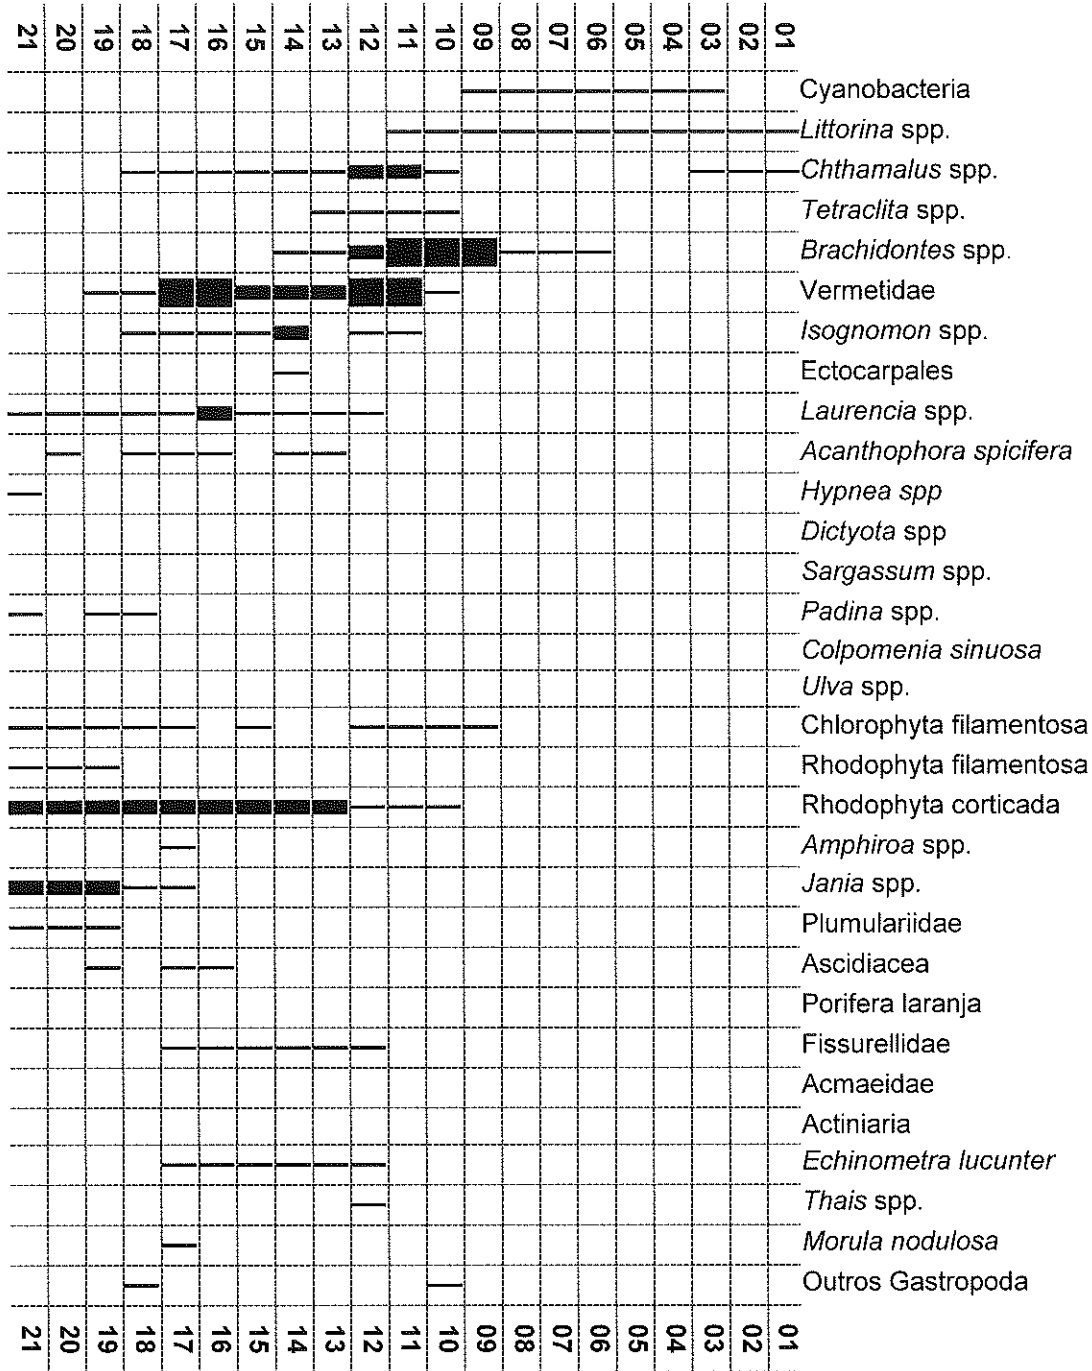 21 20 19 18 17 16 15 14 13 12 11 10 09 08 07 06 05 04 03 02 01
Cyanobacteria
Littorina spp.
Chthamalus spp.
Tetraclita spp.
Brachidontes spp.
Vermetidae
Isognomon spp.
Ectocarpales
Laurencia spp.
Acanthophora spicifera
Hypnea spp
Dictyota spp
Sargassum spp.
Padina spp.
Colpomenia sinuosa
Ulva spp.
Chlorophyta filamentosa
Rhodophyta filamentosa
Rhodophyta corticada
Amphiroa spp.
Jania spp.
Plumulariidae
Ascidiacea
Porifera laranja
Fissurellidae
Acmaeidae
Actiniaria
Echinometra lucunter
Thais spp.
Morula nodulosa
Outros Gastropoda
21 20 19 18 17 16 15 14 13 12 11 10 09 08 07 06 05 04 03 02 01